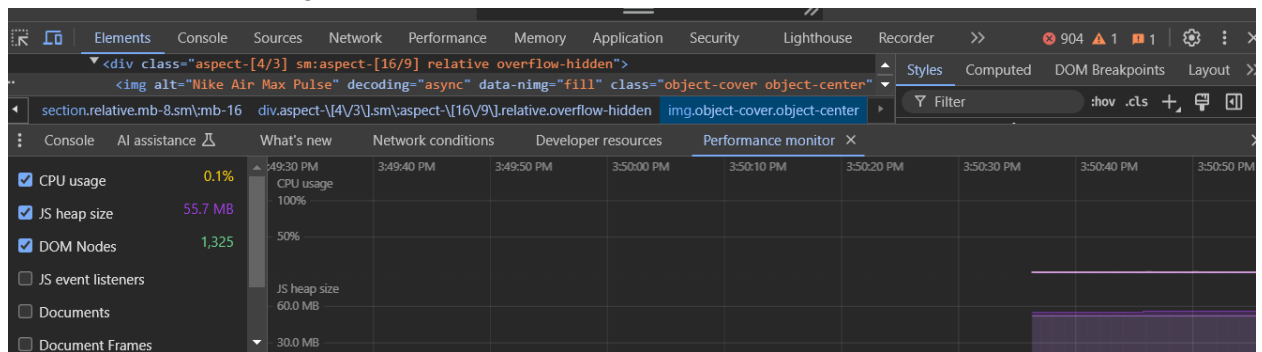 Elements Console Sources Network Performance Memory Application Security Lighthouse Recorder 904 1 1
<div class="aspect-[4/3] sm:aspect-[16/9] relative overflow-hidden">
<img alt="Nike Air Max Pulse" decoding="async" data-nimg="fill" class="object-cover object-center"
Styles Computed DOM Breakpoints Layout
section.relative.mb-8.sm\:mb-16 div.aspect-\[4\/3\].sm\:aspect-\[16\/9\].relative.overflow-hidden img.object-cover.object-center
Filter :hov .cls
Console AI assistance What's new Network conditions Developer resources Performance monitor
CPU usage 0.1%
JS heap size 55.7 MB
DOM Nodes 1,325
JS event listeners
Documents
Document Frames
:49:30 PM 3:49:40 PM 3:49:50 PM 3:50:00 PM 3:50:10 PM 3:50:20 PM 3:50:30 PM 3:50:40 PM 3:50:50 PM
CPU usage
100%
50%
JS heap size
60.0 MB
30.0 MB